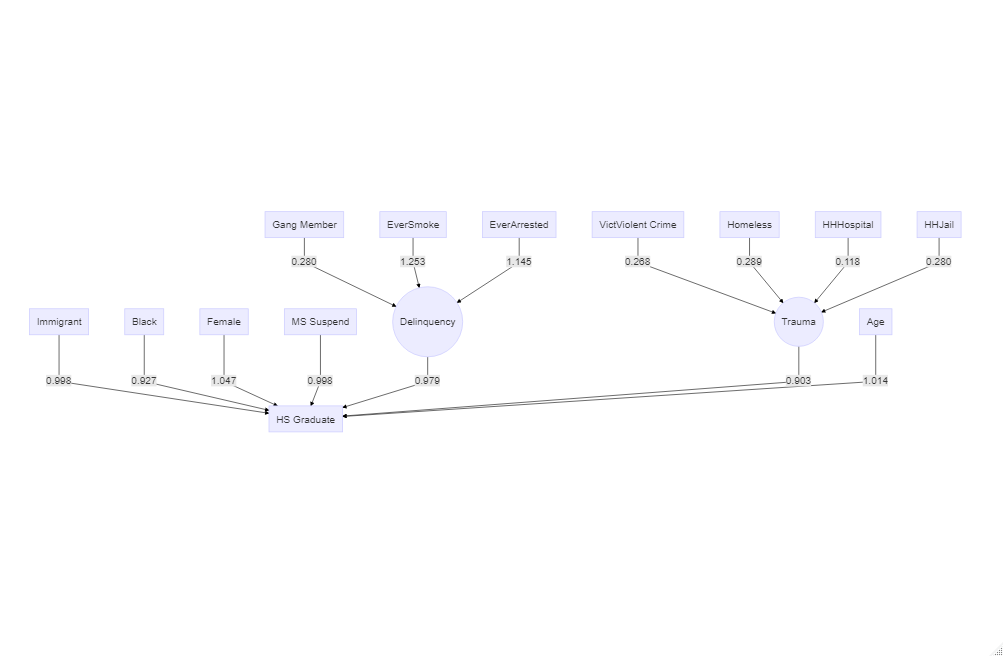 Gang Member
EverSmoke
EverArrested
VictViolent Crime
Homeless
HHHospital
HHJail
0.280
1.253
1.145
0.268
0.289
0.118
0.280
Immigrant
Black
Female
MS Suspend
Delinquency
Trauma
Age
0.998
0.927
1.047
0.998
0.979
0.903
1.014
HS Graduate